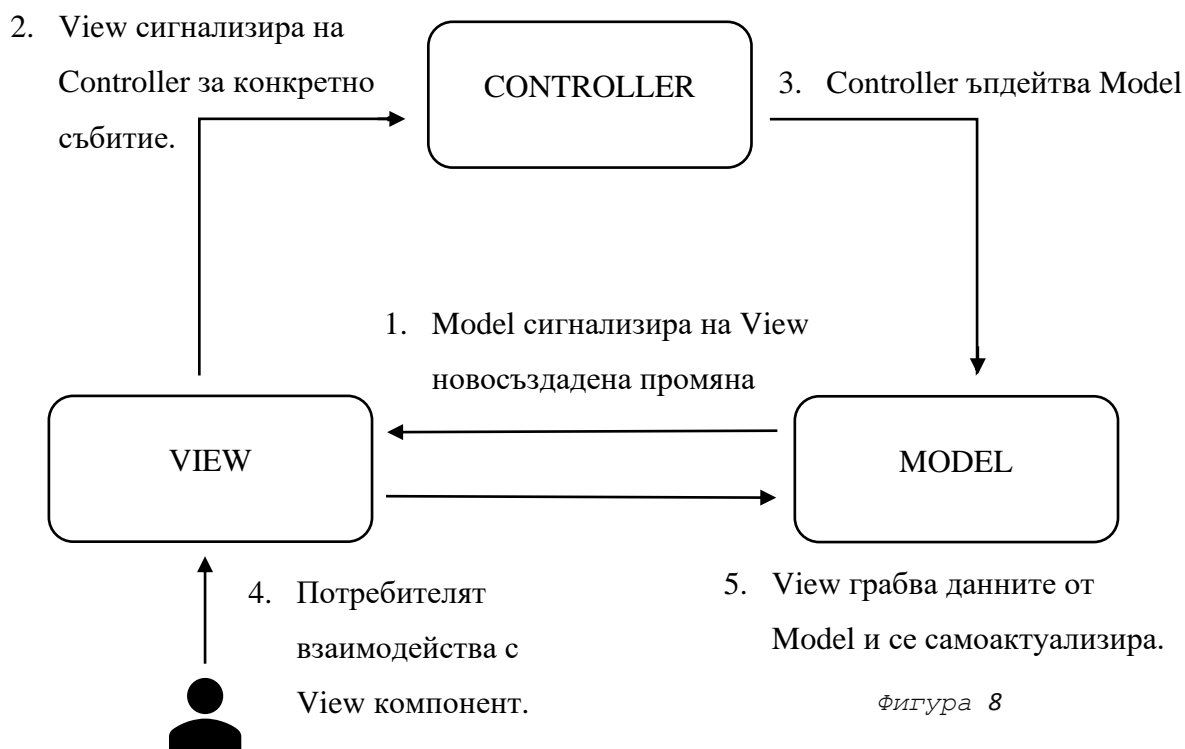 2. View сигнализира на
Controller за конкретно
събитие.
CONTROLLER
3. Controller ъпдейтва Model
1. Model сигнализира на View
новосъздадена промяна
VIEW
MODEL
4. Потребителят
взаимодейства с
View компонент.
5. View грабва данните от
Model и се самоактуализира.
Фигура 8